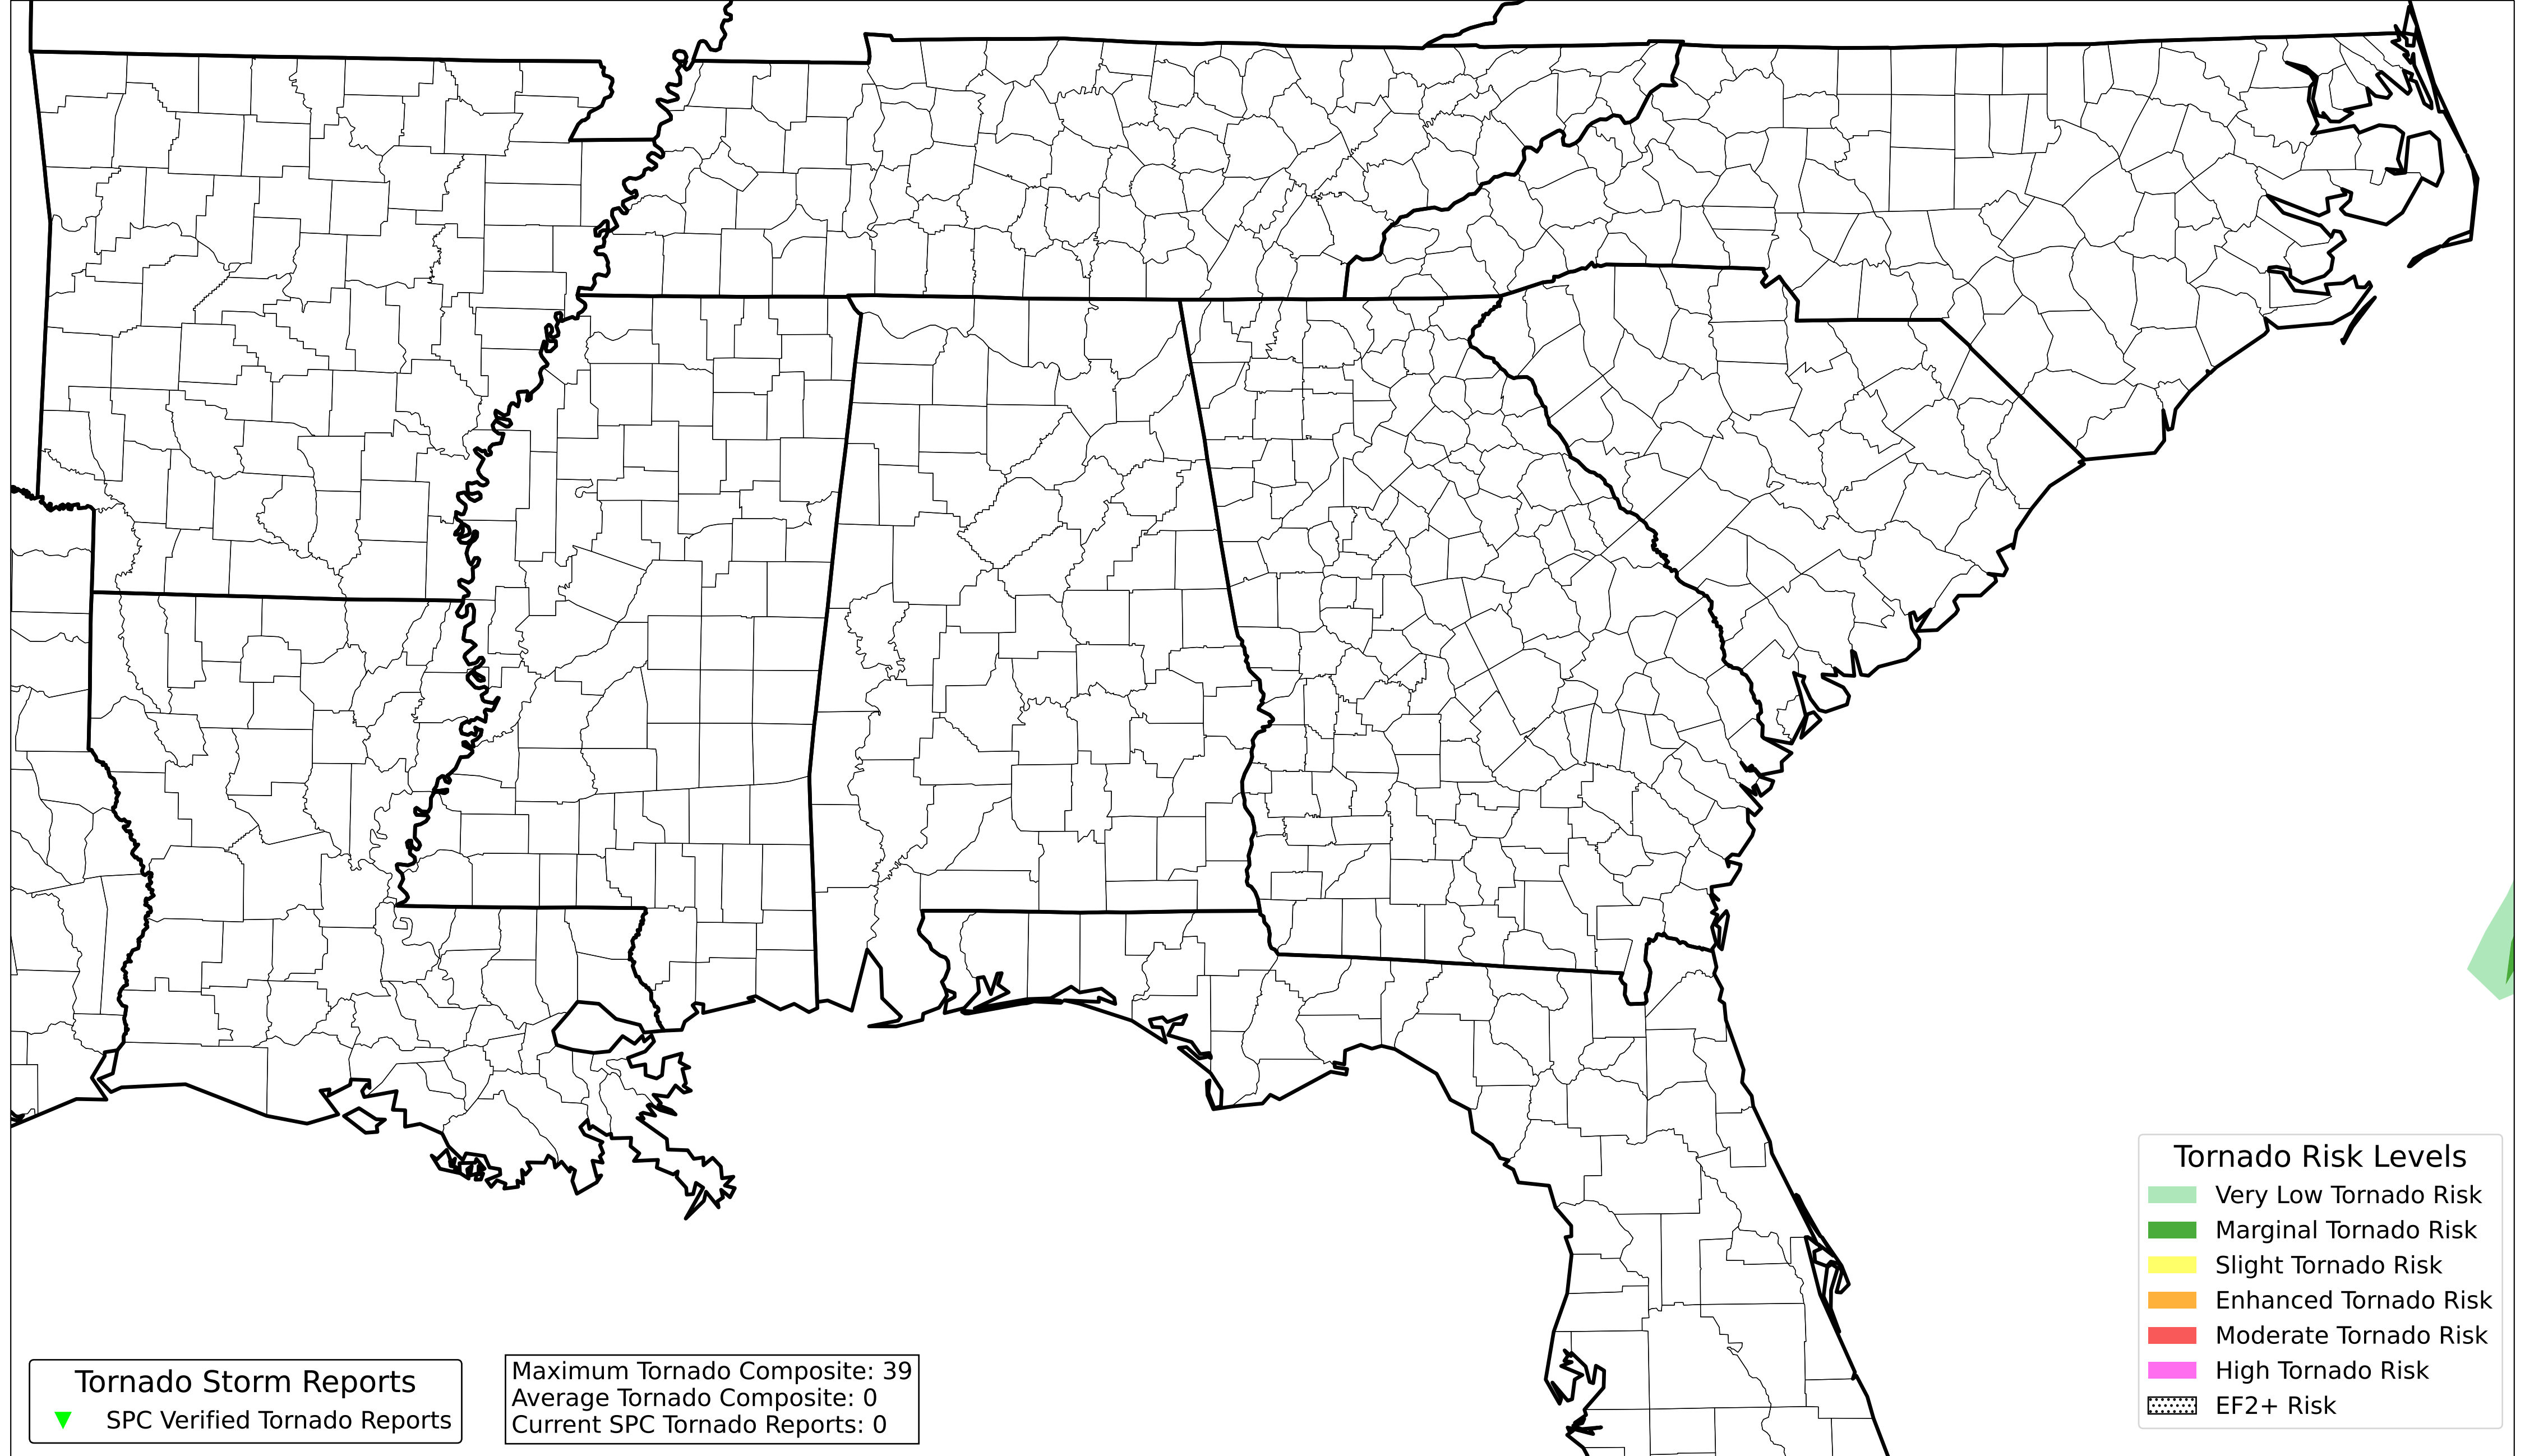 Tornado Storm Reports
SPC Verified Tornado Reports
Maximum Tornado Composite: 39
Average Tornado Composite: 0
Current SPC Tornado Reports: 0
Tornado Risk Levels
Very Low Tornado Risk
Marginal Tornado Risk
Slight Tornado Risk
Enhanced Tornado Risk
Moderate Tornado Risk
High Tornado Risk
EF2+ Risk